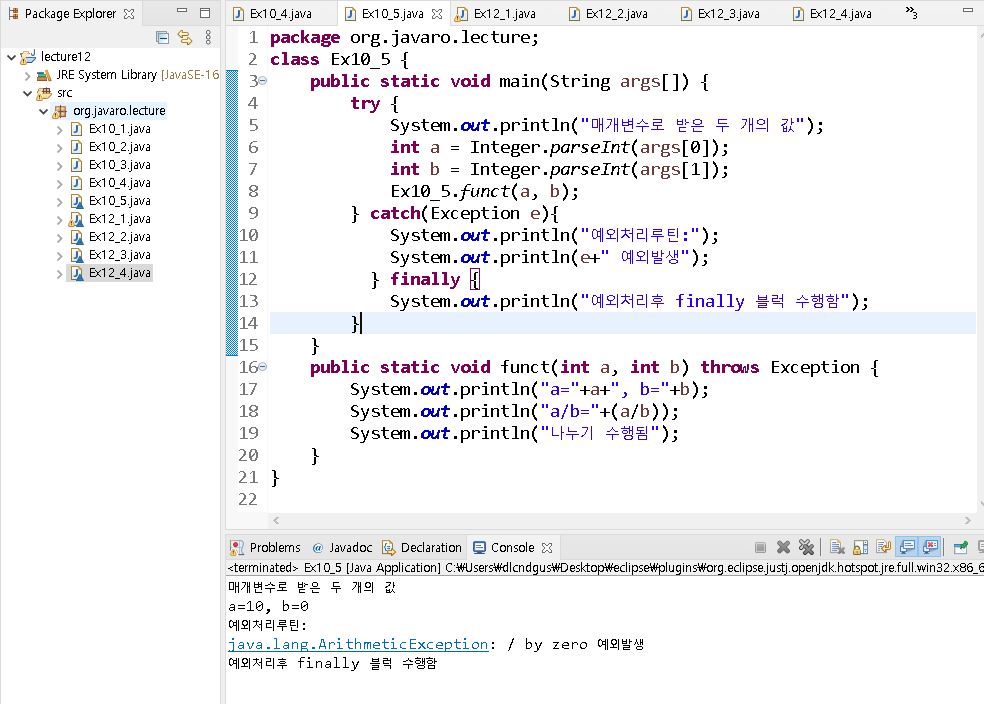 Package Explorer
lecture12
JRE System Library [JavaSE-16
src
org.javaro.lecture
Ex10_1.java
Ex10_2.java
Ex10_3.java
Ex10_4.java
Ex10_5.java
Ex12_1.java
Ex12_2.java
Ex12_3.java
Ex12_4.java
Ex10_4.java Ex10_5.java Ex12_1.java Ex12_2.java Ex12_3.java Ex12_4.java »3
1 package org.javaro.lecture;
2 class Ex10_5 {
3 public static void main(String args[]) {
4 try {
5 System.out.println("매개변수로 받은 두 개의 값");
6 int a = Integer.parseInt(args[0]);
7 int b = Integer.parseInt(args[1]);
8 Ex10_5.funct(a, b);
9 } catch(Exception e){
10 System.out.println("예외처리루틴:");
11 System.out.println(e+" 예외발생");
12 } finally {
13 System.out.println("예외처리후 finally 블럭 수행함");
14 }
15 }
16 public static void funct(int a, int b) throws Exception {
17 System.out.println("a="+a+", b="+b);
18 System.out.println("a/b="+(a/b));
19 System.out.println("나누기 수행됨");
20 }
21 }
22
Problems @ Javadoc Declaration Console
<terminated> Ex10_5 [Java Application] C:₩Users₩dlcndgus₩Desktop₩eclipse₩plugins₩org.eclipse.justj.openjdk.hotspot.jre.full.win32.x86_6
매개변수로 받은 두 개의 값
a=10, b=0
예외처리루틴:
java.lang.ArithmeticException: / by zero 예외발생
예외처리후 finally 블럭 수행함